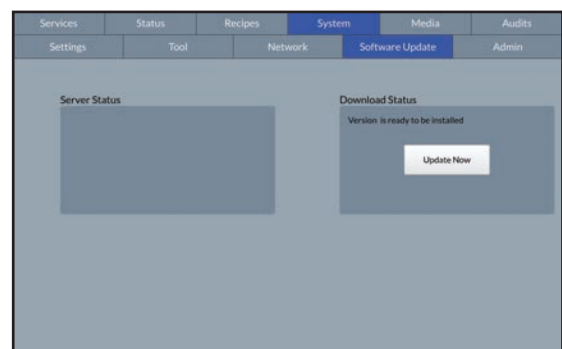 Services Status Recipes System Media Audits
Settings Tool Network Software Update Admin
Server Status Download Status
Version is ready to be installed
Update Now